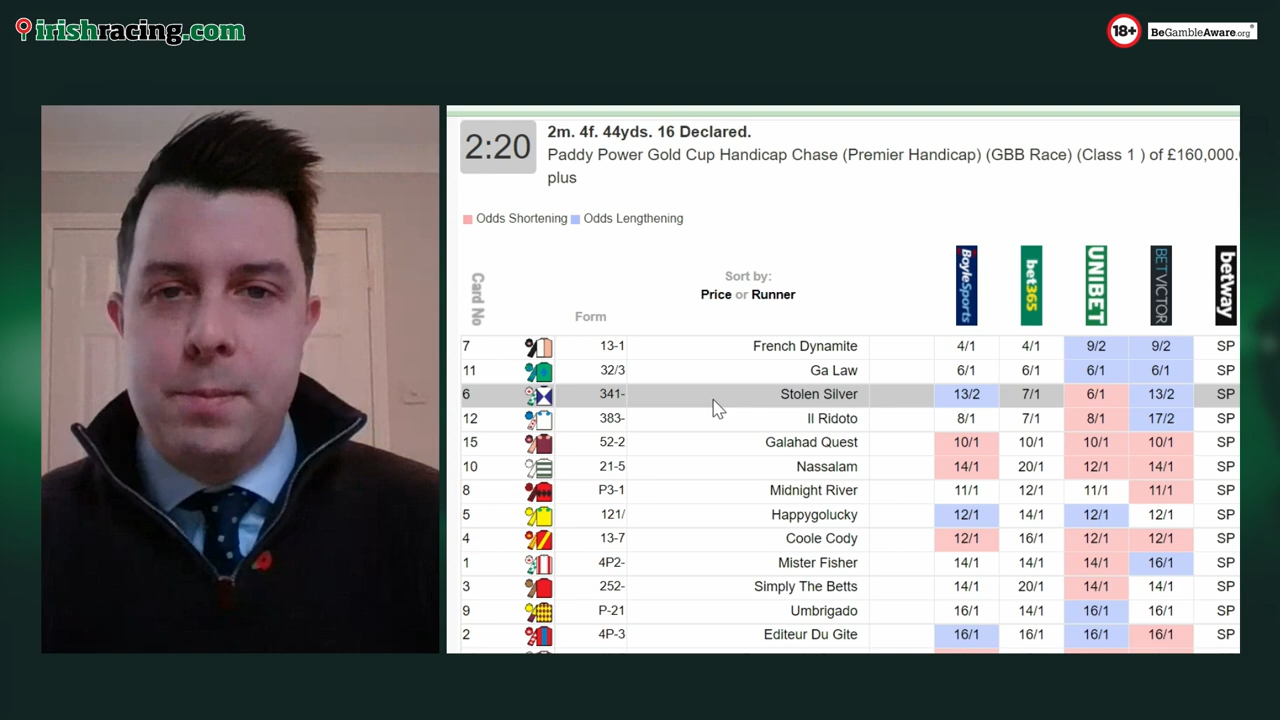 irishracing.com
18+
BeGambleAware.org®
2:20
2m. 4f. 44yds. 16 Declared.
Paddy Power Gold Cup Handicap Chase (Premier Handicap) (GBB Race) (Class 1 ) of £160,000.
plus
Odds Shortening Odds Lengthening
Card No
Form
Sort by:
Price or Runner
BoyleSports bet365 UNIBET BETVICTOR betway
7 13-1 French Dynamite 4/1 4/1 9/2 9/2 SP
11 32/3 Ga Law 6/1 6/1 6/1 6/1 SP
6 341- Stolen Silver 13/2 7/1 6/1 13/2 SP
12 383- Il Ridoto 8/1 7/1 8/1 17/2 SP
15 52-2 Galahad Quest 10/1 10/1 10/1 10/1 SP
10 21-5 Nassalam 14/1 20/1 12/1 14/1 SP
8 P3-1 Midnight River 11/1 12/1 11/1 11/1 SP
5 121/ Happygolucky 12/1 14/1 12/1 12/1 SP
4 13-7 Coole Cody 12/1 16/1 12/1 12/1 SP
1 4P2- Mister Fisher 14/1 14/1 14/1 16/1 SP
3 252- Simply The Betts 14/1 20/1 14/1 14/1 SP
9 P-21 Umbrigado 16/1 14/1 16/1 16/1 SP
2 4P-3 Editeur Du Gite 16/1 16/1 16/1 16/1 SP